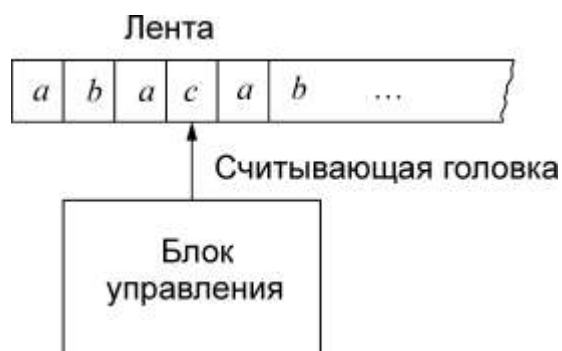 Лента
a b a c a b ...
Считывающая головка
Блок
управления